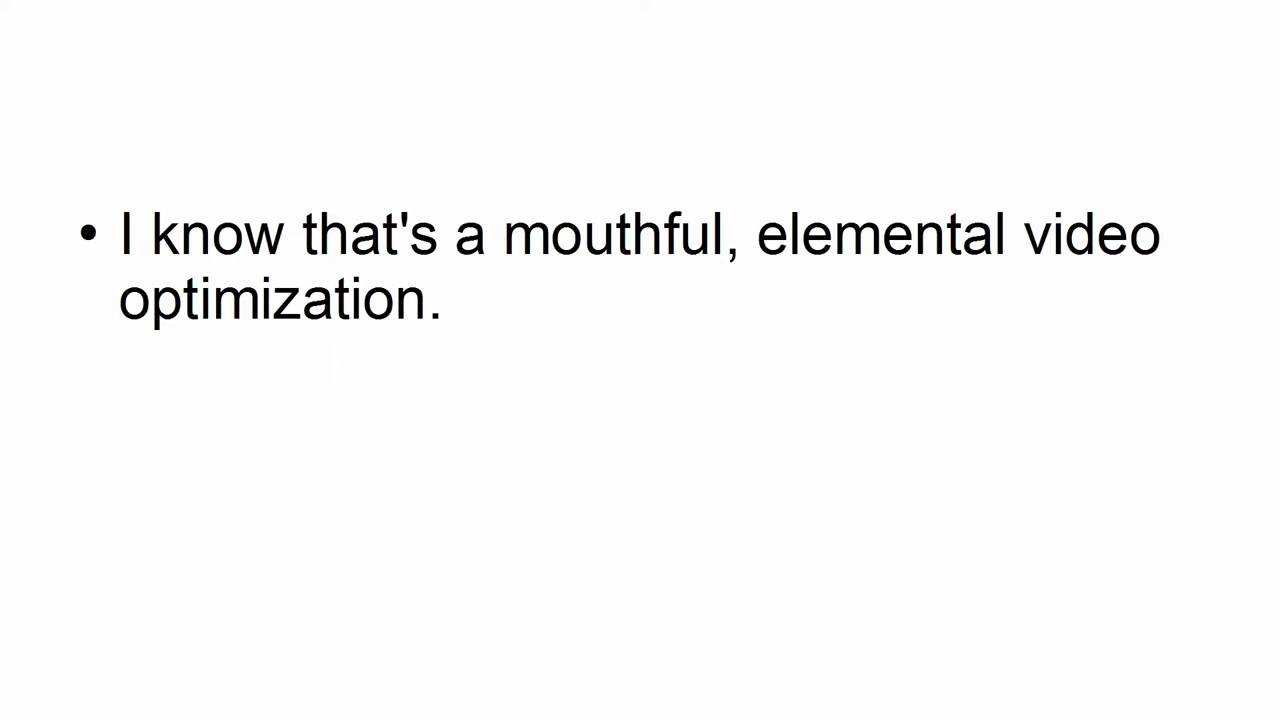 • I know that's a mouthful, elemental video
optimization.